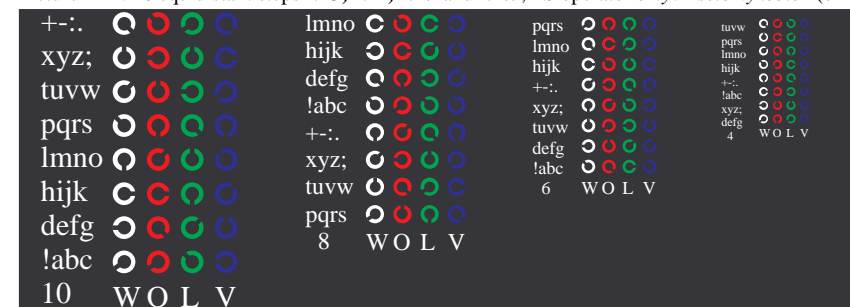 +-:.
xyz;
tuvw
pqrs
lmno
hijk
defg
!abc
10 W O L V
lmno
hijk
defg
!abc
+-:.
xyz;
tuvw
pqrs
8 W O L V
pqrs
lmno
hijk
+-:.
xyz;
tuvw
defg
!abc
6 W O L V
tuvw
pqrs
lmno
hijk
+-:.
!abc
xyz;
defg
4 W O L V